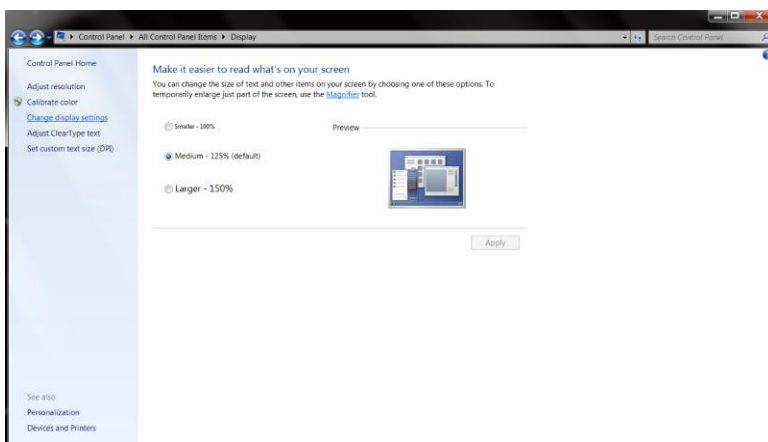 Control Panel ▸ All Control Panel Items ▸ Display
Search Control Panel
Control Panel Home
Adjust resolution
Calibrate color
Change display settings
Adjust ClearType text
Set custom text size (DPI)
Make it easier to read what's on your screen
You can change the size of text and other items on your screen by choosing one of these options. To
temporarily enlarge just part of the screen, use the Magnifier tool.
Smaller - 100%
Preview
Medium - 125% (default)
Larger - 150%
Apply
See also
Personalization
Devices and Printers